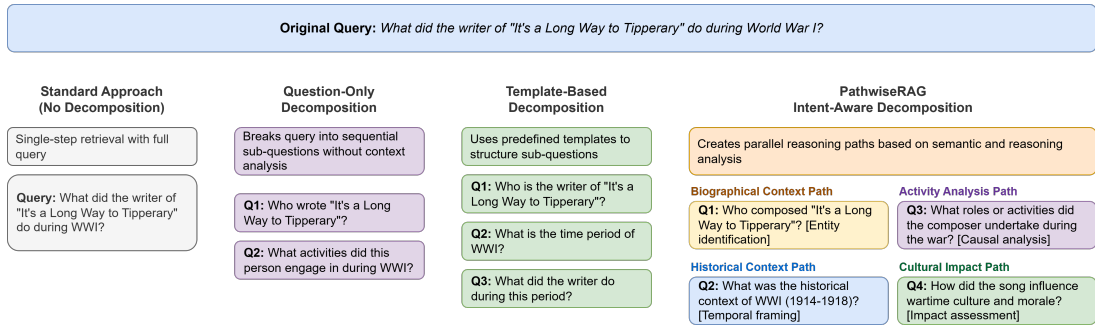 Original Query: What did the writer of "It's a Long Way to Tipperary" do during World War I?
Standard Approach
(No Decomposition)
Single-step retrieval with full
query
Query: What did the writer of
"It's a Long Way to Tipperary"
do during WWI?
Question-Only
Decomposition
Breaks query into sequential
sub-questions without context
analysis
Q1: Who wrote "It's a Long
Way to Tipperary"?
Q2: What activities did this
person engage in during WWI?
Template-Based
Decomposition
Uses predefined templates to
structure sub-questions
Q1: Who is the writer of "It's a
Long Way to Tipperary"?
Q2: What is the time period of
WWI?
Q3: What did the writer do
during this period?
PathwiseRAG
Intent-Aware Decomposition
Creates parallel reasoning paths based on semantic and reasoning
analysis
Biographical Context Path
Q1: Who composed "It's a Long
Way to Tipperary"? [Entity
identification]
Activity Analysis Path
Q3: What roles or activities did
the composer undertake during
the war? [Causal analysis]
Historical Context Path
Q2: What was the historical
context of WWI (1914-1918)?
[Temporal framing]
Cultural Impact Path
Q4: How did the song influence
wartime culture and morale?
[Impact assessment]